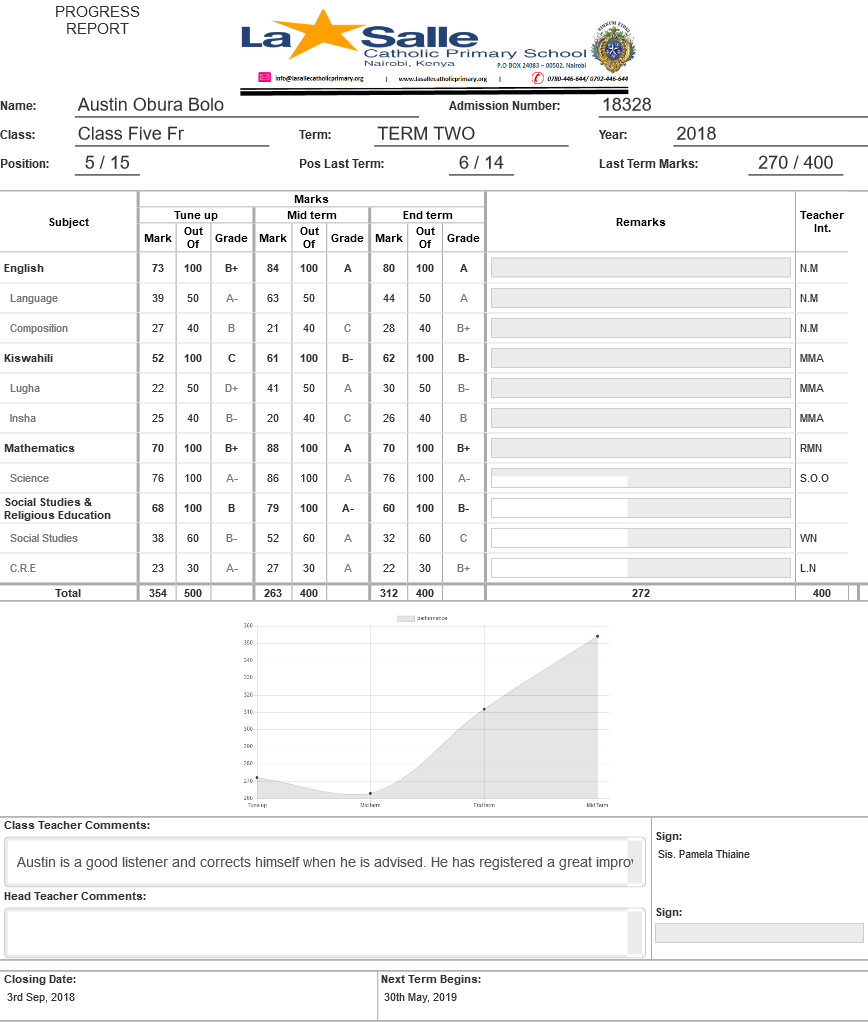 PROGRESS
REPORT
La Salle
Catholic Primary School
Nairobi, Kenya
P.O BOX 24083 – 00502, Nairobi
info@lasallecatholicprimary.org | www.lasallecatholicprimary.org | 0780-446-644/ 0792-446-644
Name: Austin Obura Bolo Admission Number: 18328
Class: Class Five Fr Term: TERM TWO Year: 2018
Position: 5 / 15 Pos Last Term: 6 / 14 Last Term Marks: 270 / 400
Subject Marks Remarks Teacher Int.
Tune up Mid term End term
Mark Out Of Grade Mark Out Of Grade Mark Out Of Grade
English 73 100 B+ 84 100 A 80 100 A N.M
Language 39 50 A- 63 50 44 50 A N.M
Composition 27 40 B 21 40 C 28 40 B+ N.M
Kiswahili 52 100 C 61 100 B- 62 100 B- MMA
Lugha 22 50 D+ 41 50 A 30 50 B- MMA
Insha 25 40 B- 20 40 C 26 40 B MMA
Mathematics 70 100 B+ 88 100 A 70 100 B+ RMN
Science 76 100 A- 86 100 A 76 100 A- S.O.O
Social Studies &
Religious Education 68 100 B 79 100 A- 60 100 B-
Social Studies 38 60 B- 52 60 A 32 60 C WN
C.R.E 23 30 A- 27 30 A 22 30 B+ L.N
Total 354 500 263 400 312 400 272 400
performance
360
350
340
330
320
310
300
290
280
270
260
Tune up Mid term End term Mid Term
Class Teacher Comments:
Sign:
Austin is a good listener and corrects himself when he is advised. He has registered a great impro
Sis. Pamela Thiaine
Head Teacher Comments:
Sign:
Closing Date: Next Term Begins:
3rd Sep, 2018 30th May, 2019